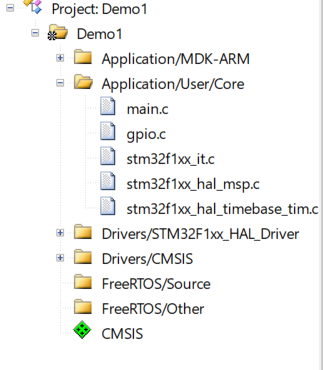 Project: Demo1
Demo1
Application/MDK-ARM
Application/User/Core
main.c
gpio.c
stm32f1xx_it.c
stm32f1xx_hal_msp.c
stm32f1xx_hal_timebase_tim.c
Drivers/STM32F1xx_HAL_Driver
Drivers/CMSIS
FreeRTOS/Source
FreeRTOS/Other
CMSIS